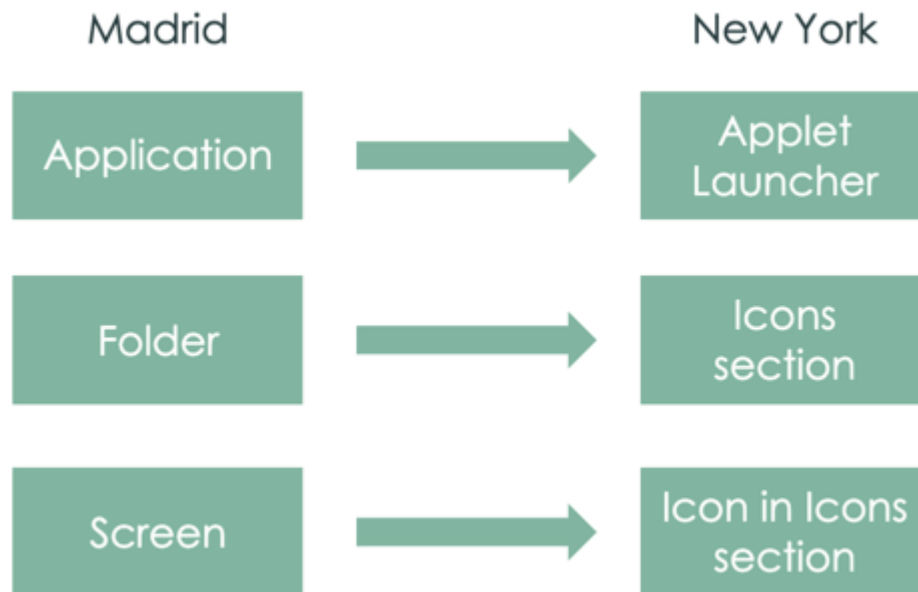 Madrid
New York
Application
Applet
Launcher
Folder
Icons
section
Screen
Icon in Icons
section